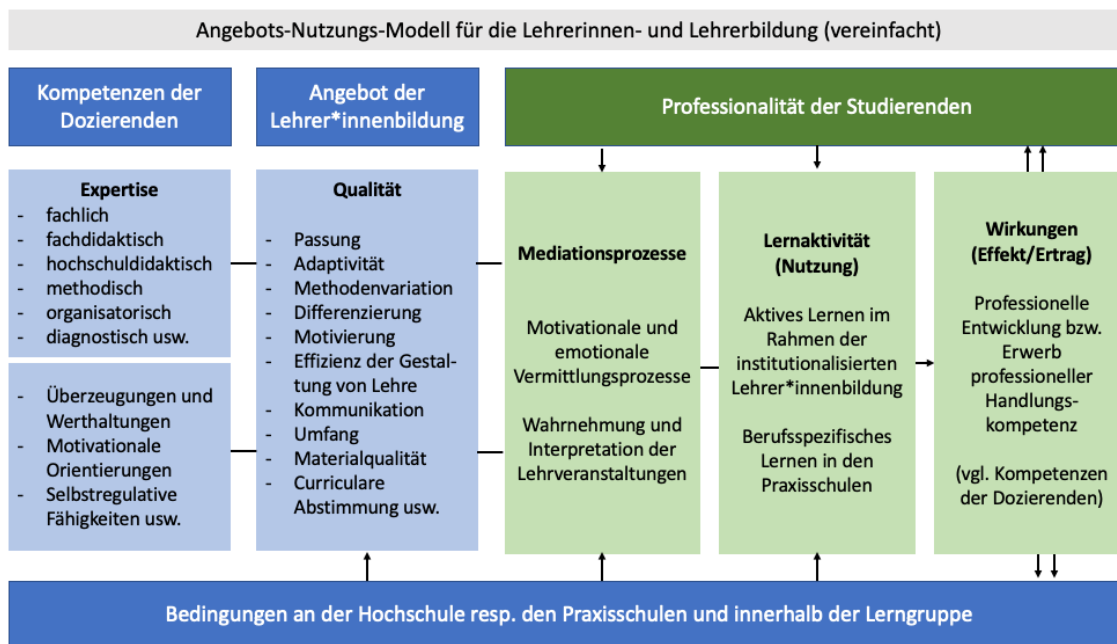 Angebots-Nutzungs-Modell für die Lehrerinnen- und Lehrerbildung (vereinfacht)
Kompetenzen der
Dozierenden
Angebot der
Lehrer*innenbildung
Professionalität der Studierenden
Expertise
- fachlich
- fachdidaktisch
- hochschuldidaktisch
- methodisch
- organisatorisch
- diagnostisch usw.
- Überzeugungen und
Werthaltungen
- Motivationale
Orientierungen
- Selbstregulative
Fähigkeiten usw.
Qualität
- Passung
- Adaptivität
- Methodenvariation
- Differenzierung
- Motivierung
- Effizienz der Gestal-
tung von Lehre
- Kommunikation
- Umfang
- Materialqualität
- Curriculare
Abstimmung usw.
Mediationsprozesse
Motivationale und
emotionale
Vermittlungsprozesse
Wahrnehmung und
Interpretation der
Lehrveranstaltungen
Lernaktivität
(Nutzung)
Aktives Lernen im
Rahmen der
institutionalisierten
Lehrer*innenbildung
Berufsspezifisches
Lernen in den
Praxisschulen
Wirkungen
(Effekt/Ertrag)
Professionelle
Entwicklung bzw.
Erwerb
professioneller
Handlungs-
kompetenz
(vgl. Kompetenzen
der Dozierenden)
Bedingungen an der Hochschule resp. den Praxisschulen und innerhalb der Lerngruppe